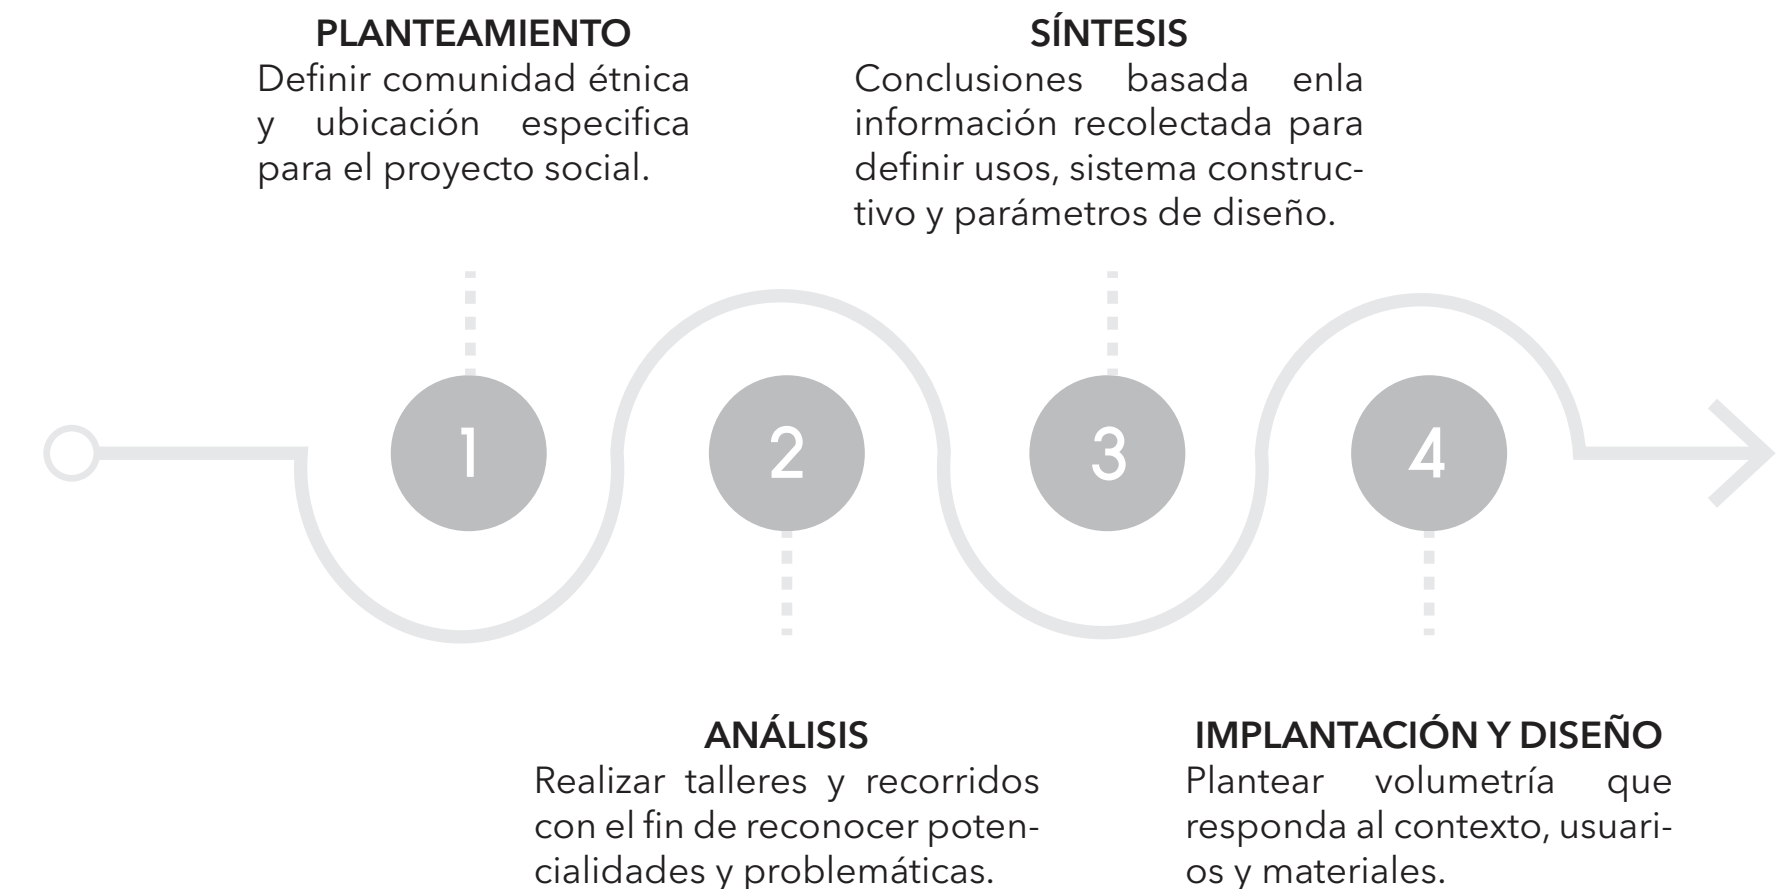 PLANTEAMIENTO
Definir comunidad étnica
y ubicación especifica
para el proyecto social.
SÍNTESIS
Conclusiones basada enla
información recolectada para
definir usos, sistema construc-
tivo y parámetros de diseño.
1
2
3
4
ANÁLISIS
Realizar talleres y recorridos
con el fin de reconocer poten-
cialidades y problemáticas.
IMPLANTACIÓN Y DISEÑO
Plantear volumetría que
responda al contexto, usuari-
os y materiales.